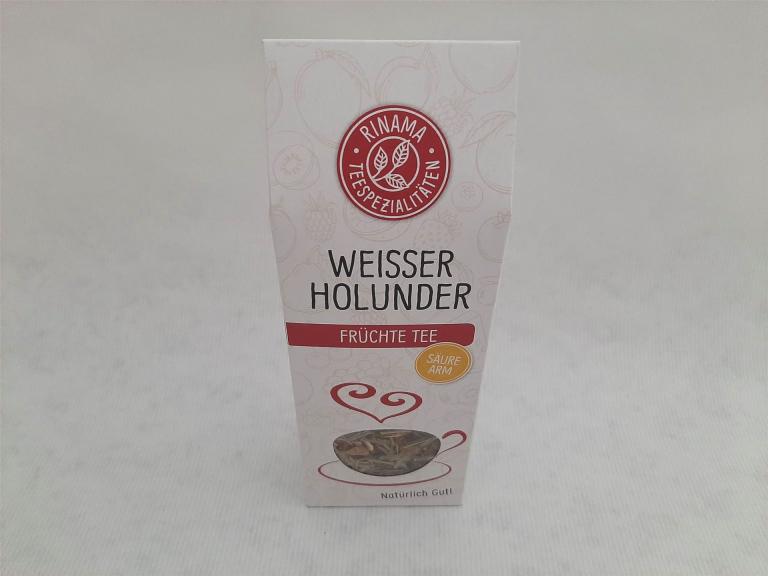 RINAMA
TEESPEZIALITÄTEN
WEISSER
HOLUNDER
FRÜCHTE TEE
SÄURE
ARM
Natürlich Gut!